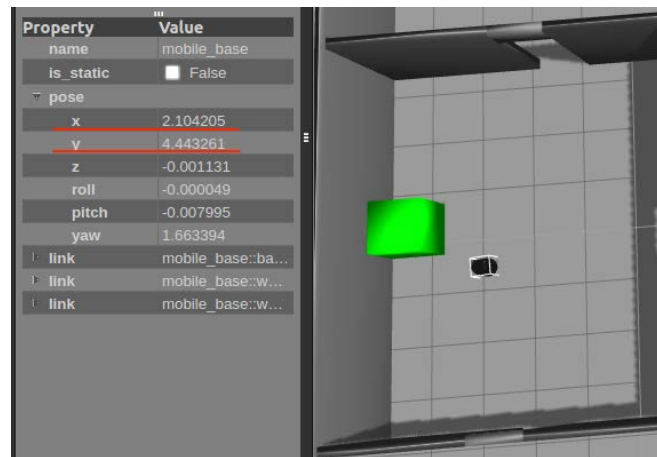 Property Value
name mobile_base
is_static False
pose
x 2.104205
y 4.443261
z -0.001131
roll -0.000049
pitch -0.007995
yaw 1.663394
link mobile_base::ba...
link mobile_base::w...
link mobile_base::w...